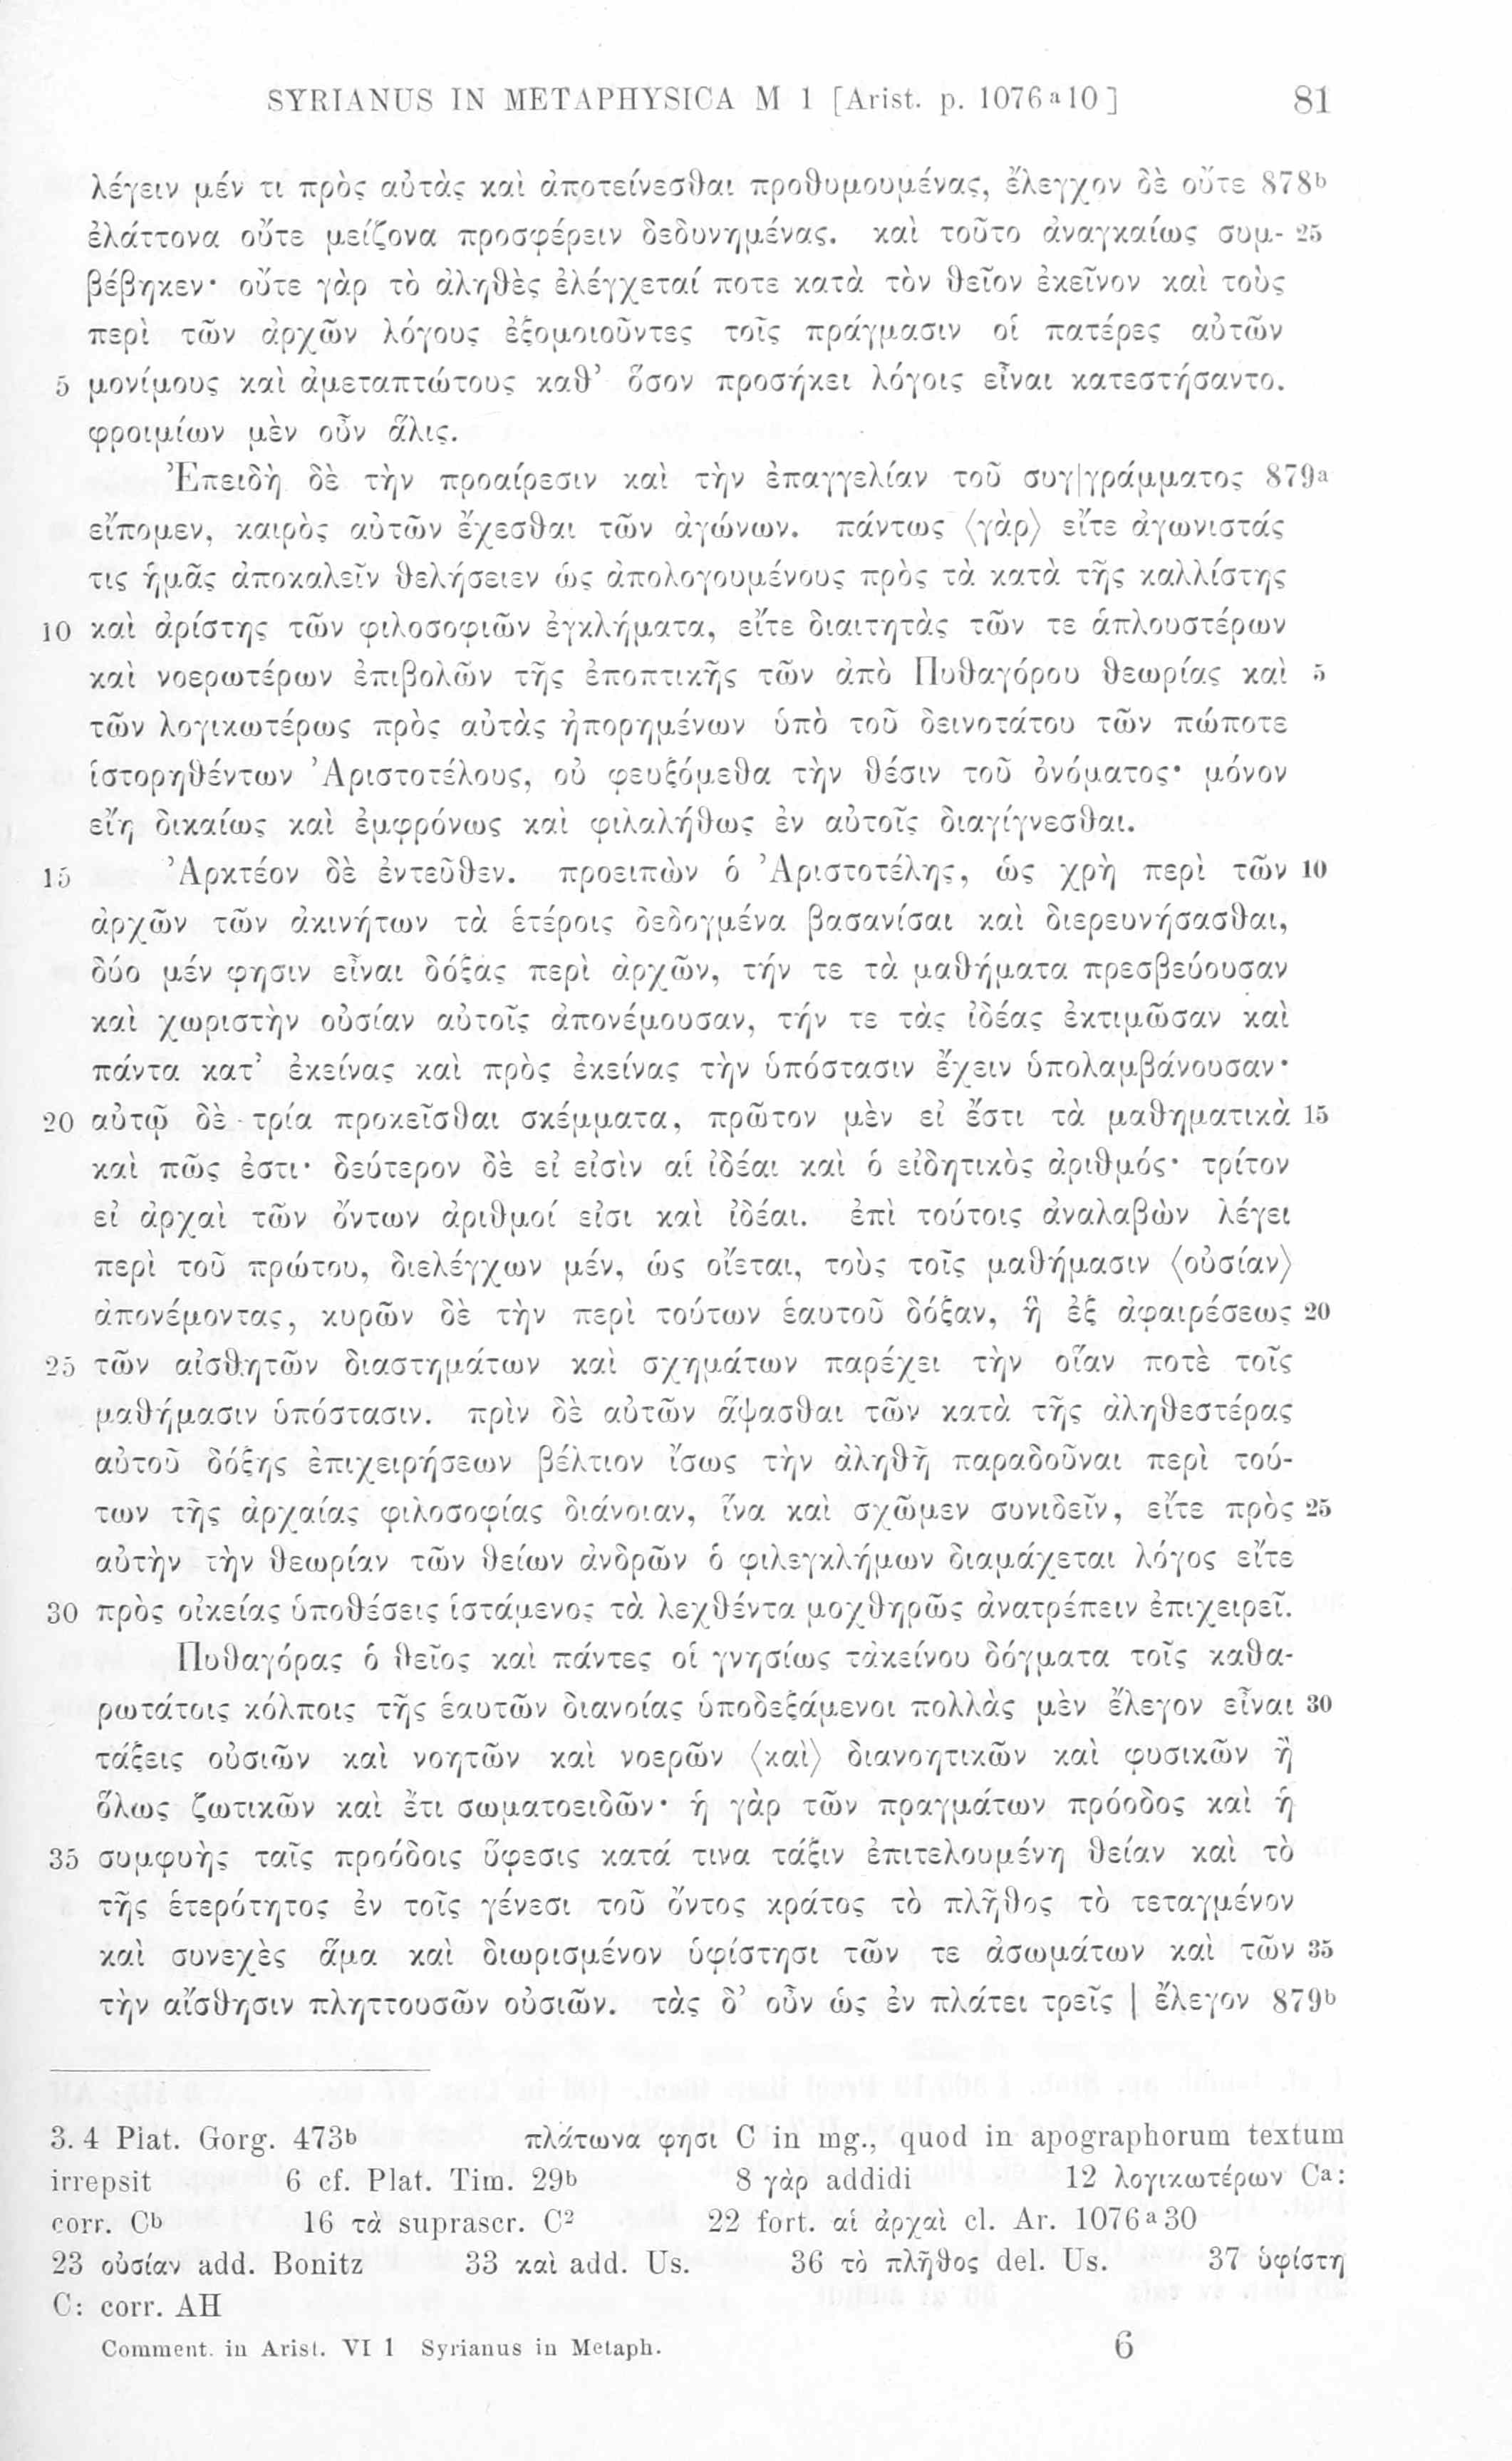 SYRIANUS IN METAPHYSICA M 1 [Arist. p. 1076a10] 81
λέγειν μέν τι πρὸς αὐτὰς καὶ ἀποτείνεσθαι προθυμουμένας, ἔλεγχον δὲ οὔτε 878b
ἐλάττονα οὔτε μείζονα προσφέρειν δεδυνημένας. καὶ τοῦτο ἀναγκαίως συμ- 25
βέβηκεν· οὔτε γὰρ τὸ ἀληθὲς ἐλέγχεταί ποτε κατὰ τὸν θεῖον ἐκεῖνον καὶ τοὺς
περὶ τῶν ἀρχῶν λόγους ἐξομοιοῦντες τοῖς πράγμασιν οἱ πατέρες αὐτῶν
5 μονίμους καὶ ἀμεταπτώτους καθ’ ὅσον προσήκει λόγοις εἶναι κατεστήσαντο.
φροιμίων μὲν οὖν ἅλις.
Ἐπειδὴ δὲ τὴν προαίρεσιν καὶ τὴν ἐπαγγελίαν τοῦ συγ|γράμματος 879a
εἴπομεν, καιρὸς αὐτῶν ἔχεσθαι τῶν ἀγώνων. πάντως ⟨γὰρ⟩ εἴτε ἀγωνιστάς
τις ἡμᾶς ἀποκαλεῖν θελήσειεν ὡς ἀπολογουμένους πρὸς τὰ κατὰ τῆς καλλίστης
10 καὶ ἀρίστης τῶν φιλοσοφιῶν ἐγκλήματα, εἴτε διαιτητὰς τῶν τε ἁπλουστέρων
καὶ νοερωτέρων ἐπιβολῶν τῆς ἐποπτικῆς τῶν ἀπὸ Πυθαγόρου θεωρίας καὶ 5
τῶν λογικωτέρως πρὸς αὐτὰς ἠπορημένων ὑπὸ τοῦ δεινοτάτου τῶν πώποτε
ἱστορηθέντων Ἀριστοτέλους, οὐ φευξόμεθα τὴν θέσιν τοῦ ὀνόματος· μόνον
εἴη δικαίως καὶ ἐμφρόνως καὶ φιλαλήθως ἐν αὐτοῖς διαγίγνεσθαι.
15 Ἀρκτέον δὲ ἐντεῦθεν. προειπὼν ὁ Ἀριστοτέλης, ὡς χρὴ περὶ τῶν 10
ἀρχῶν τῶν ἀκινήτων τὰ ἑτέροις δεδογμένα βασανίσαι καὶ διερευνήσασθαι,
δύο μέν φησιν εἶναι δόξας περὶ ἀρχῶν, τήν τε τὰ μαθήματα πρεσβεύουσαν
καὶ χωριστὴν οὐσίαν αὐτοῖς ἀπονέμουσαν, τήν τε τὰς ἰδέας ἐκτιμῶσαν καὶ
πάντα κατ’ ἐκείνας καὶ πρὸς ἐκείνας τὴν ὑπόστασιν ἔχειν ὑπολαμβάνουσαν·
20 αὐτῷ δὲ τρία προκεῖσθαι σκέμματα, πρῶτον μὲν εἰ ἔστι τὰ μαθηματικὰ 15
καὶ πῶς ἐστι· δεύτερον δὲ εἰ εἰσὶν αἱ ἰδέαι καὶ ὁ εἰδητικὸς ἀριθμός· τρίτον
εἰ ἀρχαὶ τῶν ὄντων ἀριθμοί εἰσι καὶ ἰδέαι. ἐπὶ τούτοις ἀναλαβὼν λέγει
περὶ τοῦ πρώτου, διελέγχων μέν, ὡς οἴεται, τοὺς τοῖς μαθήμασιν ⟨οὐσίαν⟩
ἀπονέμοντας, κυρῶν δὲ τὴν περὶ τούτων ἑαυτοῦ δόξαν, ἣ ἐξ ἀφαιρέσεως 20
25 τῶν αἰσθητῶν διαστημάτων καὶ σχημάτων παρέχει τὴν οἵαν ποτὲ τοῖς
μαθήμασιν ὑπόστασιν. πρὶν δὲ αὐτῶν ἅψασθαι τῶν κατὰ τῆς ἀληθεστέρας
αὐτοῦ δόξης ἐπιχειρήσεων βέλτιον ἴσως τὴν ἀληθῆ παραδοῦναι περὶ τού-
των τῆς ἀρχαίας φιλοσοφίας διάνοιαν, ἵνα καὶ σχῶμεν συνιδεῖν, εἴτε πρὸς 25
αὐτὴν τὴν θεωρίαν τῶν θείων ἀνδρῶν ὁ φιλεγκλήμων διαμάχεται λόγος εἴτε
30 πρὸς οἰκείας ὑποθέσεις ἱστάμενος τὰ λεχθέντα μοχθηρῶς ἀνατρέπειν ἐπιχειρεῖ.
Πυθαγόρας ὁ θεῖος καὶ πάντες οἱ γνησίως τἀκείνου δόγματα τοῖς καθα-
ρωτάτοις κόλποις τῆς ἑαυτῶν διανοίας ὑποδεξάμενοι πολλὰς μὲν ἔλεγον εἶναι 30
τάξεις οὐσιῶν καὶ νοητῶν καὶ νοερῶν ⟨καὶ⟩ διανοητικῶν καὶ φυσικῶν ἢ
ὅλως ζωτικῶν καὶ ἔτι σωματοειδῶν· ἡ γὰρ τῶν πραγμάτων πρόοδος καὶ ἡ
35 συμφυὴς ταῖς προόδοις ὕφεσις κατά τινα τάξιν ἐπιτελουμένη θείαν καὶ τὸ
τῆς ἑτερότητος ἐν τοῖς γένεσι τοῦ ὄντος κράτος τὸ πλῆθος τὸ τεταγμένον
καὶ συνεχὲς ἅμα καὶ διωρισμένον ὑφίστησι τῶν τε ἀσωμάτων καὶ τῶν 35
τὴν αἴσθησιν πληττουσῶν οὐσιῶν. τὰς δ’ οὖν ὡς ἐν πλάτει τρεῖς | ἔλεγον 879b
3. 4 Plat. Gorg. 473b πλάτωνα φησι C in mg., quod in apographorum textum
irrepsit 6 cf. Plat. Tim. 29b 8 γὰρ addidi 12 λογικωτέρων Ca:
corr. Cb 16 τὰ suprascr. C2 22 fort. αἱ ἀρχαὶ cl. Ar. 1076a30
23 οὐσίαν add. Bonitz 33 καὶ add. Us. 36 τὸ πλῆθος del. Us. 37 ὑφίστη
C: corr. AH
Comment. in Arist. VI 1 Syrianus in Metaph. 6